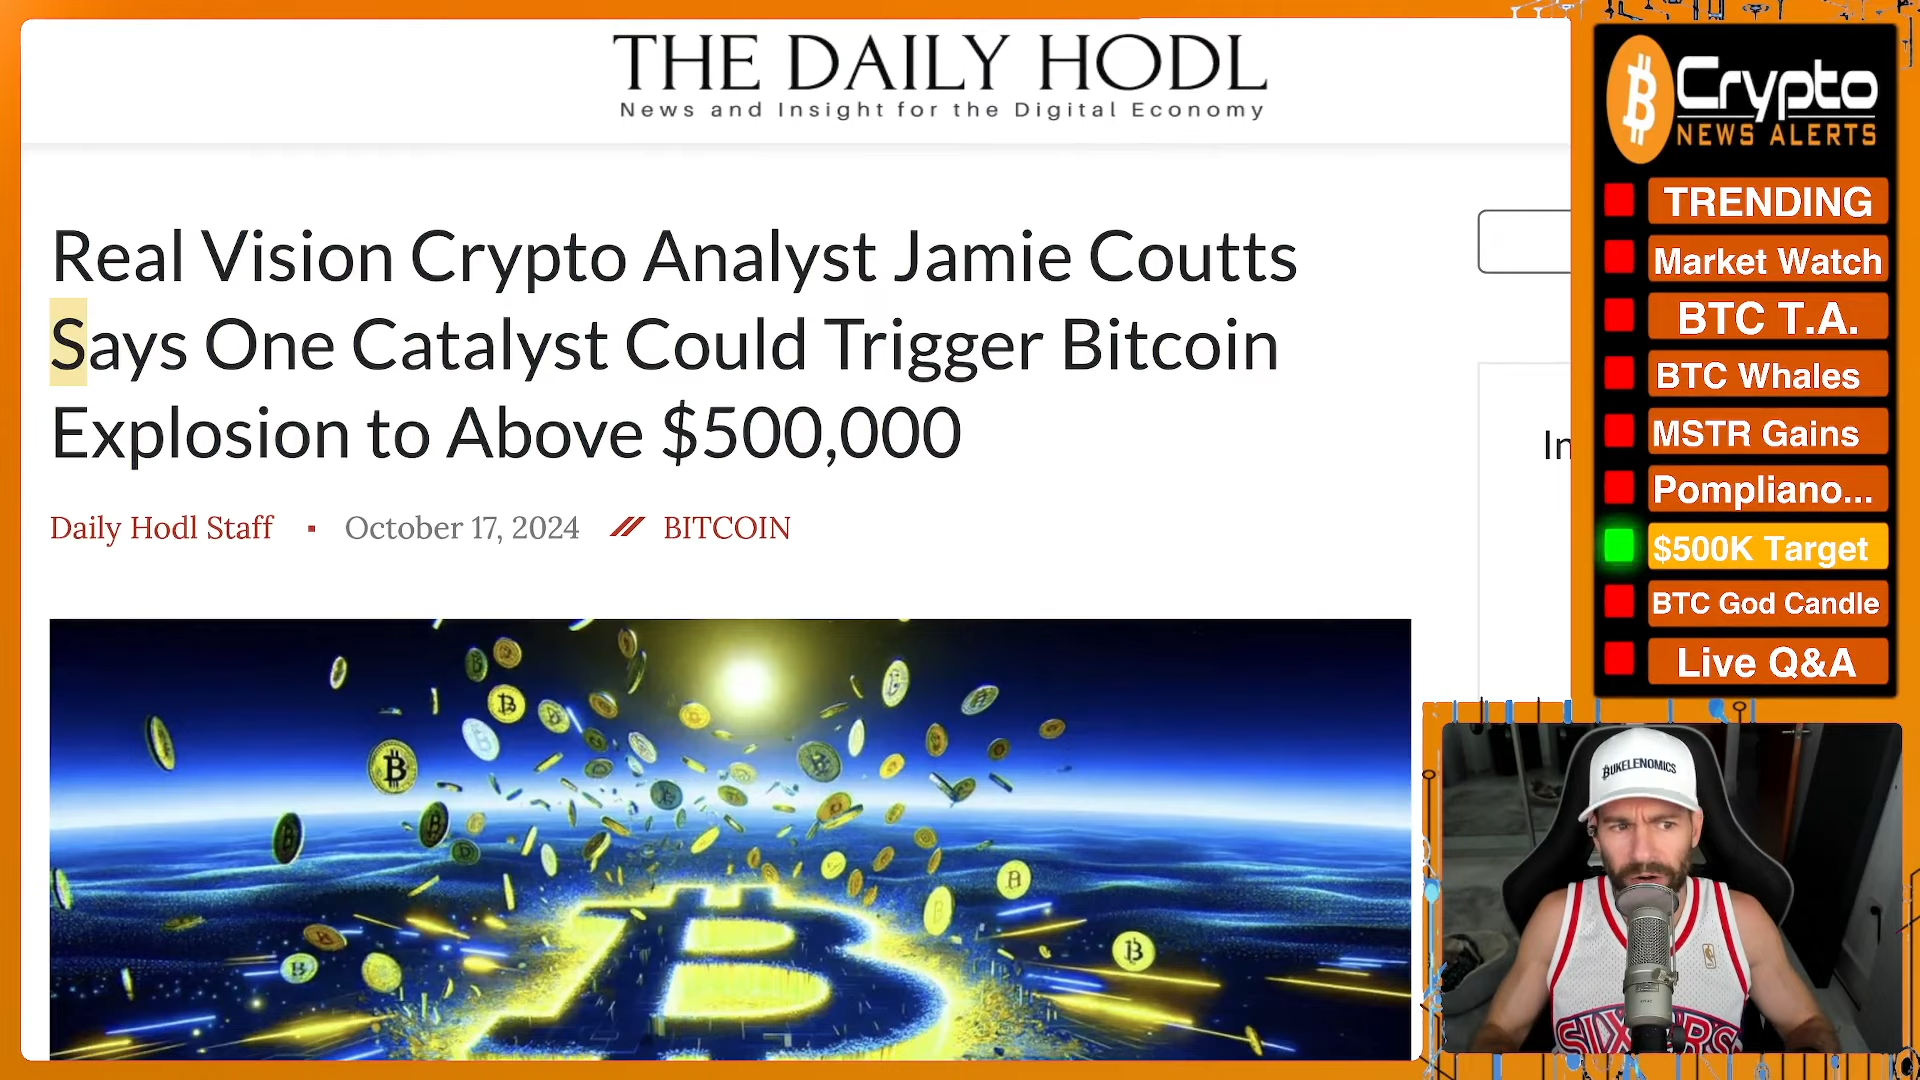 THE DAILY HODL
News and Insight for the Digital Economy
Real Vision Crypto Analyst Jamie Coutts
Says One Catalyst Could Trigger Bitcoin
Explosion to Above $500,000
Daily Hodl Staff ▪ October 17, 2024 // BITCOIN
In
Crypto
NEWS ALERTS
TRENDING
Market Watch
BTC T.A.
BTC Whales
MSTR Gains
Pompliano...
$500K Target
BTC God Candle
Live Q&A
BUKELENOMICS
SIXERS